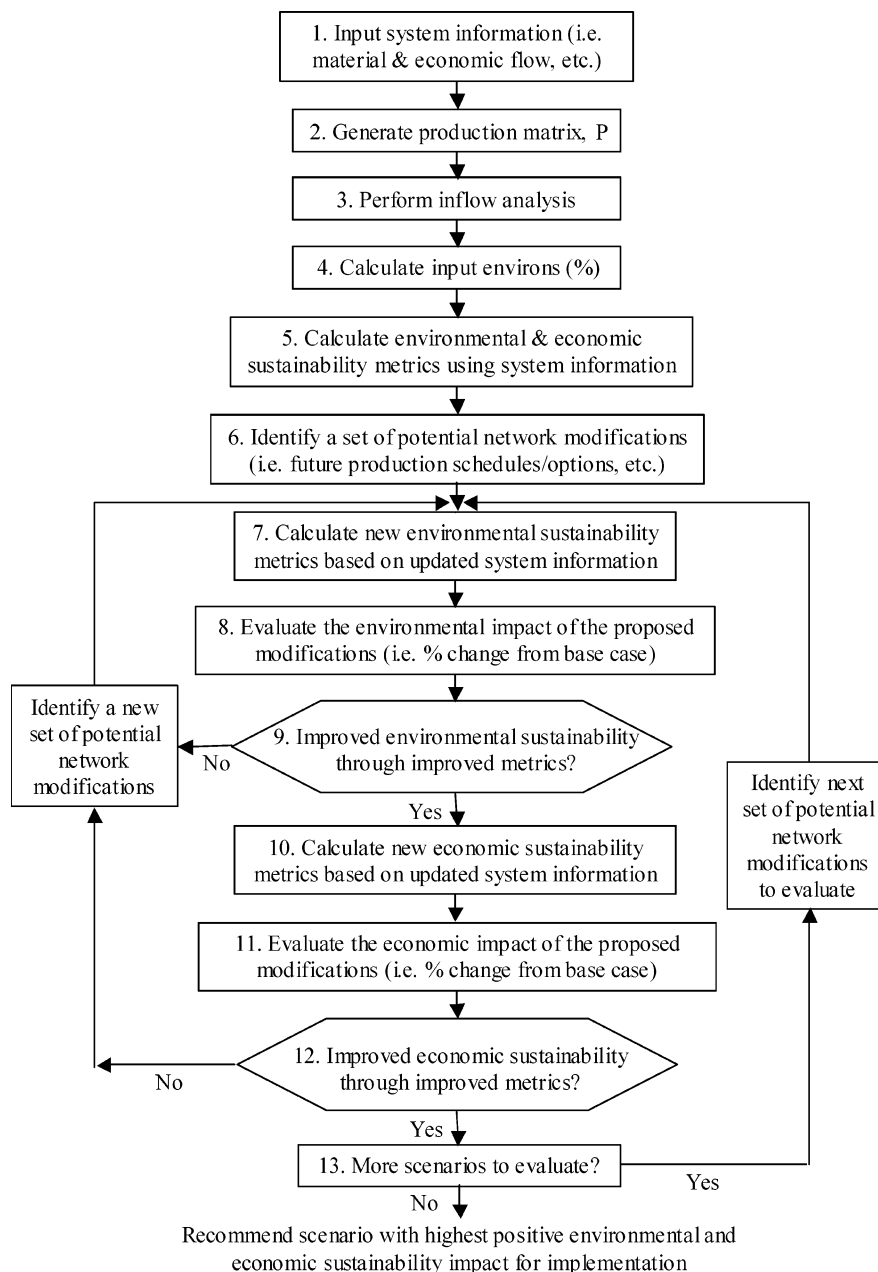 1. Input system information (i.e.
material & economic flow, etc.)
2. Generate production matrix, P
3. Perform inflow analysis
4. Calculate input environs (%)
5. Calculate environmental & economic
sustainability metrics using system information
6. Identify a set of potential network modifications
(i.e. future production schedules/options, etc.)
7. Calculate new environmental sustainability
metrics based on updated system information
8. Evaluate the environmental impact of the proposed
modifications (i.e. % change from base case)
Identify a new
set of potential
network
modifications
No
9. Improved environmental sustainability
through improved metrics?
Yes
Identify next
set of potential
network
modifications
to evaluate
10. Calculate new economic sustainability
metrics based on updated system information
11. Evaluate the economic impact of the proposed
modifications (i.e. % change from base case)
12. Improved economic sustainability
through improved metrics?
No
Yes
13. More scenarios to evaluate?
Yes
No
Recommend scenario with highest positive environmental and
economic sustainability impact for implementation